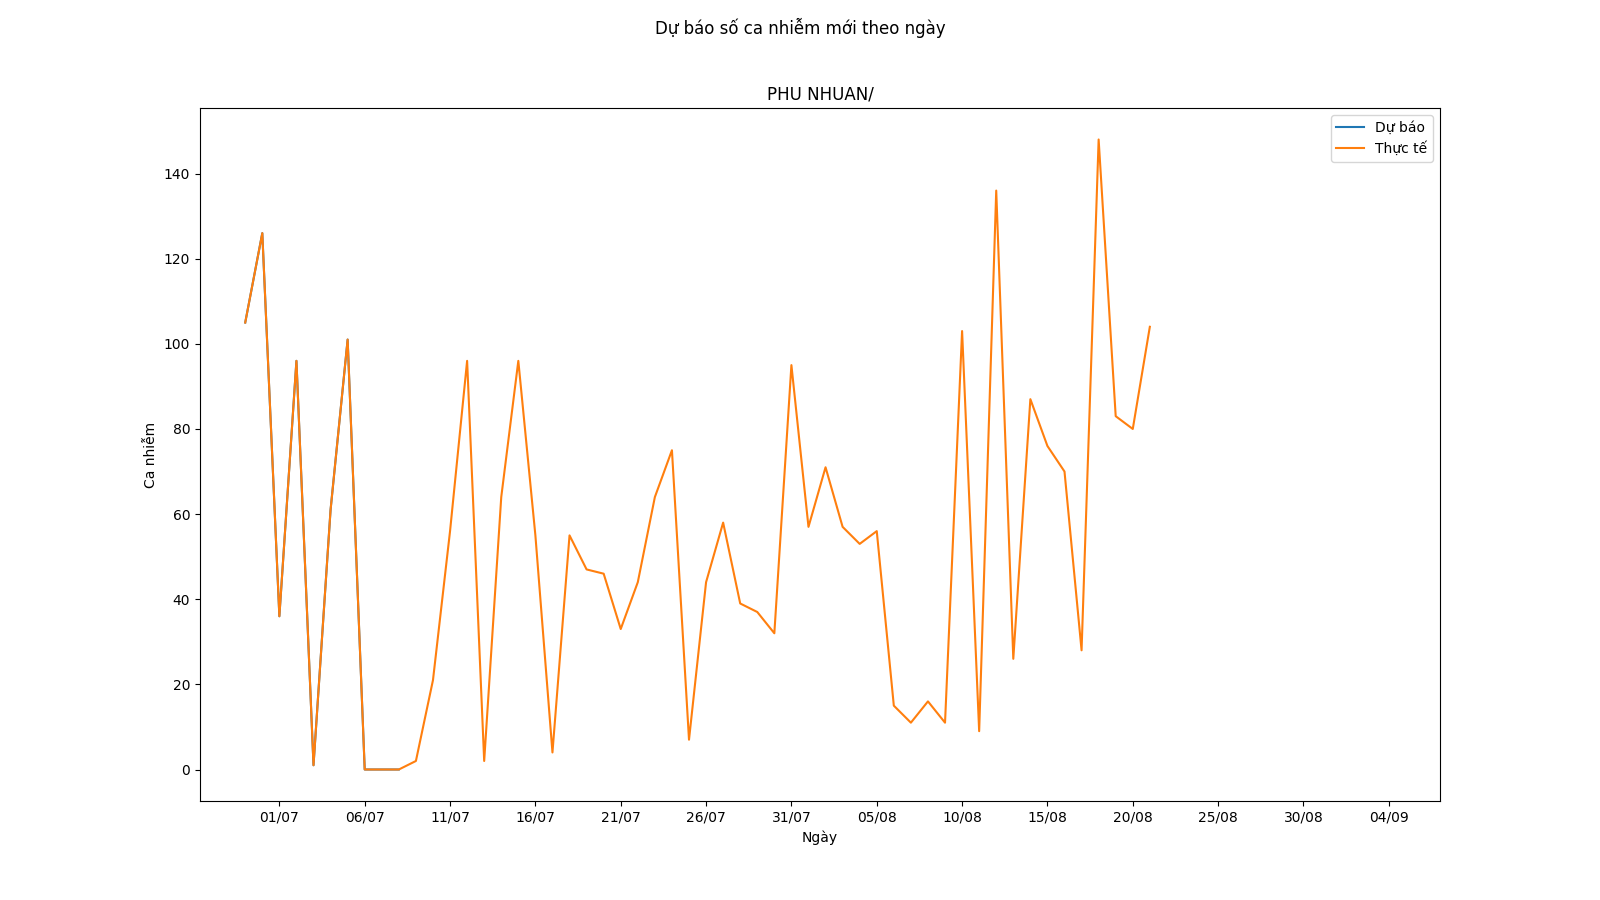 Dự báo số ca nhiễm mới theo ngày
PHU NHUAN/
Dự báo
Thực tế
140
120
100
80
60
40
20
0
Ca nhiễm
01/07 06/07 11/07 16/07 21/07 26/07 31/07 05/08 10/08 15/08 20/08 25/08 30/08 04/09
Ngày